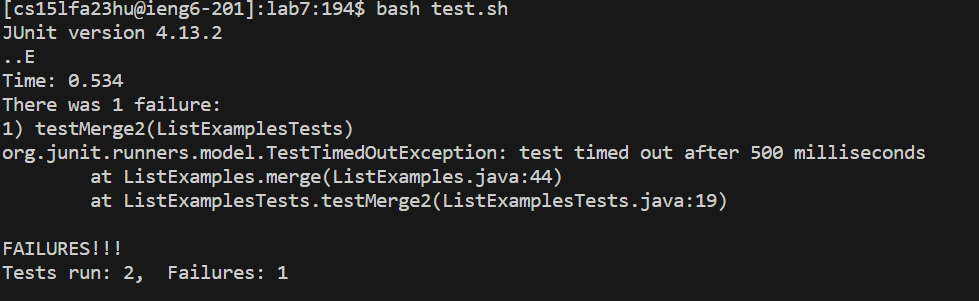 [cs15lfa23hu@ieng6-201]:lab7:194$ bash test.sh
JUnit version 4.13.2
..E
Time: 0.534
There was 1 failure:
1) testMerge2(ListExamplesTests)
org.junit.runners.model.TestTimedOutException: test timed out after 500 milliseconds
        at ListExamples.merge(ListExamples.java:44)
        at ListExamplesTests.testMerge2(ListExamplesTests.java:19)

FAILURES!!!
Tests run: 2,  Failures: 1